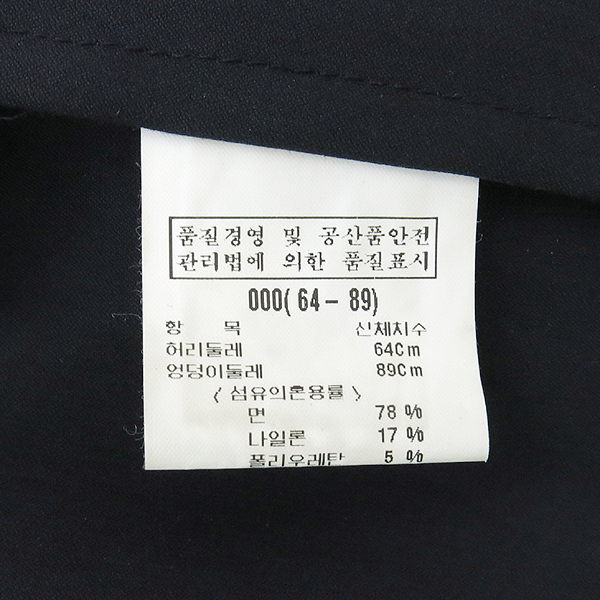 품질경영 및 공산품안전
관리법에 의한 품질표시
000( 64 - 89)
항 목 신체치수
허리둘레 64Cm
엉덩이둘레 89Cm
〈 섬유의혼용률 〉
면 78 %
나일론 17 %
폴리우레탄 5 %